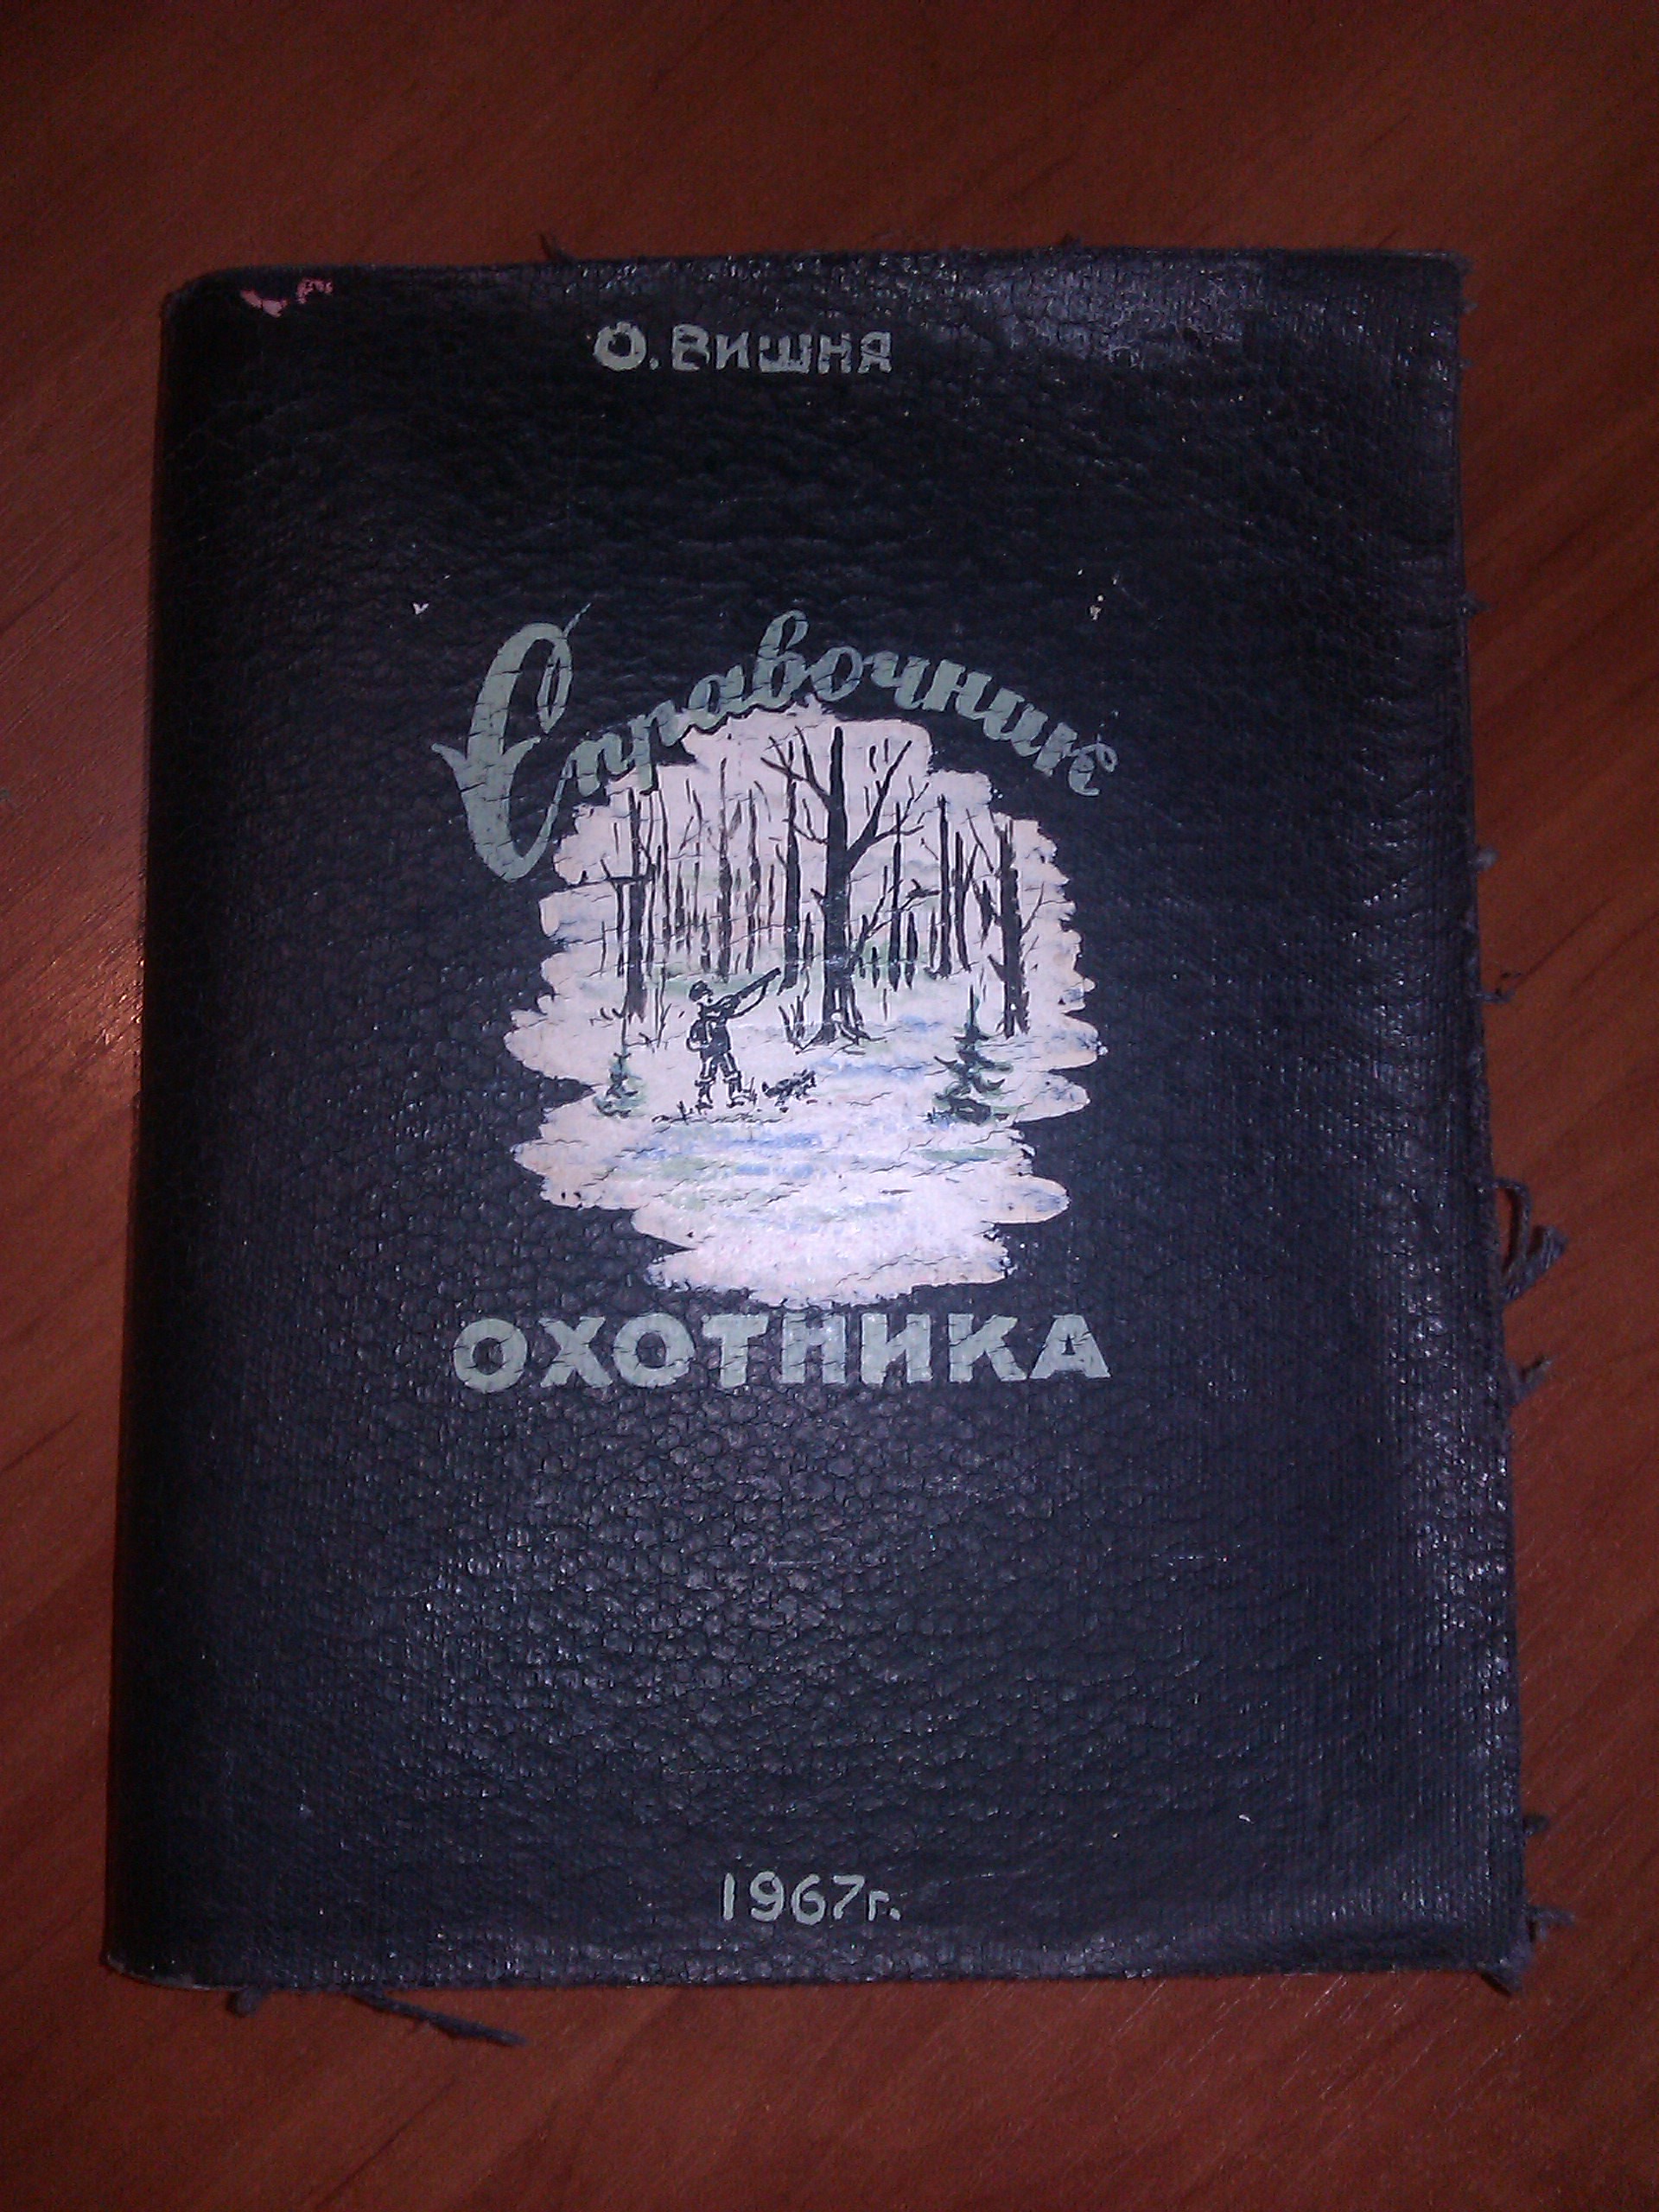 О. Вишня
Справочник
ОХОТНИКА
1967г.